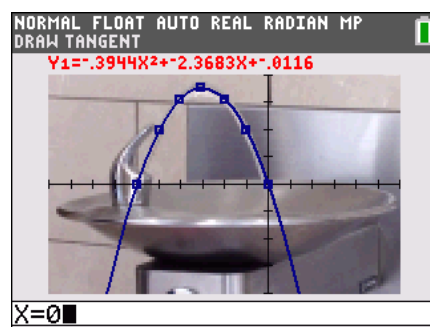 NORMAL FLOAT AUTO REAL RADIAN MP
DRAW TANGENT
Y₁=-.3944X²+-2.3683X+-.0116
X=0